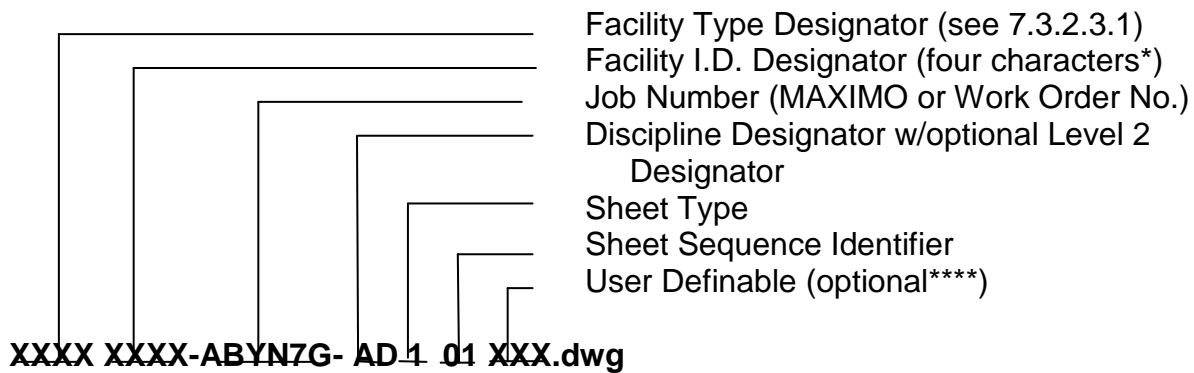 Facility Type Designator (see 7.3.2.3.1)
Facility I.D. Designator (four characters*)
Job Number (MAXIMO or Work Order No.)
Discipline Designator w/optional Level 2
Designator
Sheet Type
Sheet Sequence Identifier
User Definable (optional****)
XXXX XXXX-ABYN7G- AD 1 01 XXX.dwg